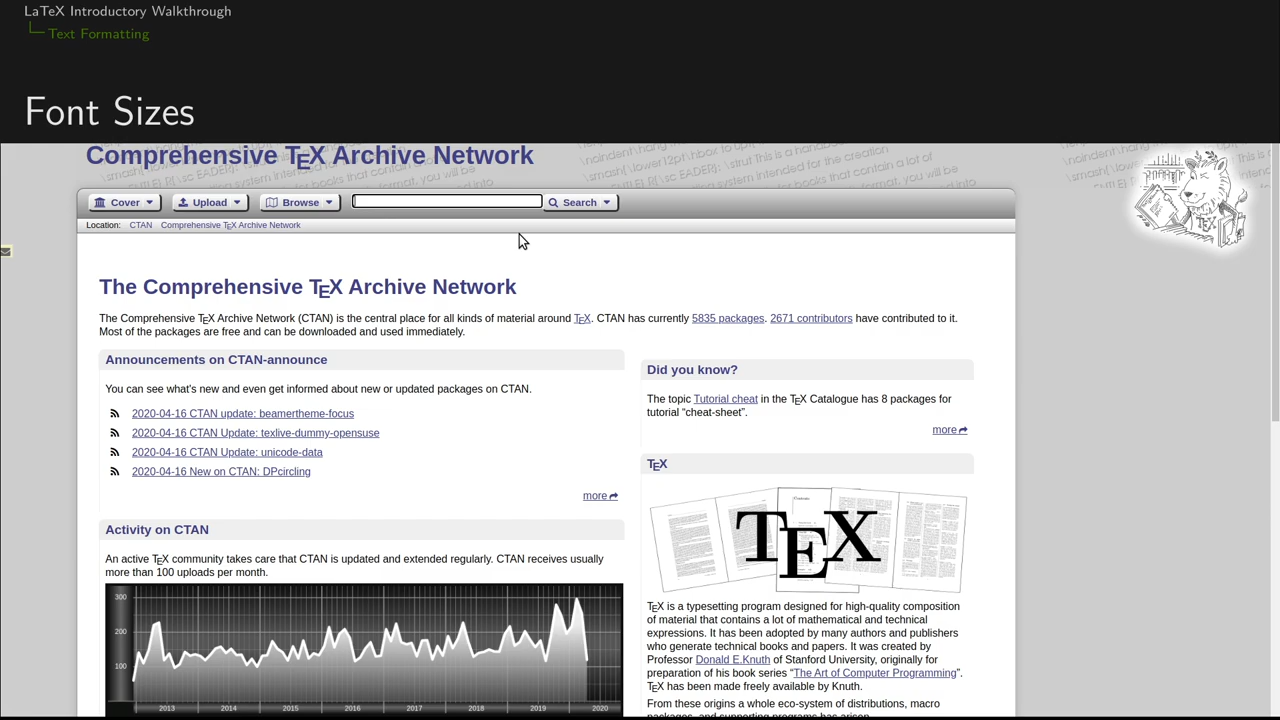 LaTeX Introductory Walkthrough
Text Formatting
Font Sizes
Comprehensive TEX Archive Network
Cover
Upload
Browse
Search
Location: CTAN Comprehensive TEX Archive Network
The Comprehensive TEX Archive Network
The Comprehensive TEX Archive Network (CTAN) is the central place for all kinds of material around TEX. CTAN has currently 5835 packages. 2671 contributors have contributed to it.
Most of the packages are free and can be downloaded and used immediately.
Announcements on CTAN-announce
You can see what's new and even get informed about new or updated packages on CTAN.
2020-04-16 CTAN update: beamertheme-focus
2020-04-16 CTAN Update: texlive-dummy-opensuse
2020-04-16 CTAN Update: unicode-data
2020-04-16 New on CTAN: DPcircling
more
Activity on CTAN
An active TEX community takes care that CTAN is updated and extended regularly. CTAN receives usually
more than 100 uploads per month.
300
200
100
2013 2014 2015 2016 2017 2018 2019 2020
Did you know?
The topic Tutorial cheat in the TEX Catalogue has 8 packages for
tutorial “cheat-sheet”.
more
TEX
TEX
TEX is a typesetting program designed for high-quality composition
of material that contains a lot of mathematical and technical
expressions. It has been adopted by many authors and publishers
who generate technical books and papers. It was created by
Professor Donald E.Knuth of Stanford University, originally for
preparation of his book series “The Art of Computer Programming”.
TEX has been made freely available by Knuth.
From these origins a whole eco-system of distributions, macro
packages, and supporting programs has arisen.